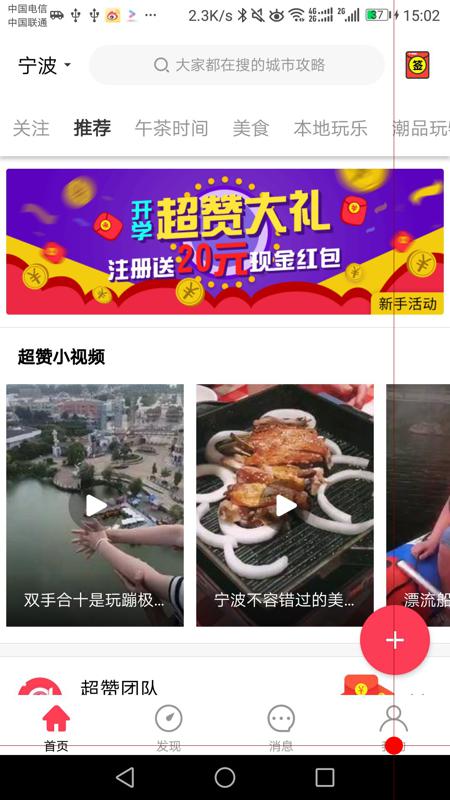 中国电信
中国联通
2.3K/s
4G
2G
2G
37
15:02
宁波
大家都在搜的城市攻略
签
关注 推荐 午茶时间 美食 本地玩乐 潮品玩
开学
超赞大礼
注册送20元现金红包
新手活动
超赞小视频
双手合十是玩蹦极...
宁波不容错过的美...
漂流船
超赞团队
首页 发现 消息